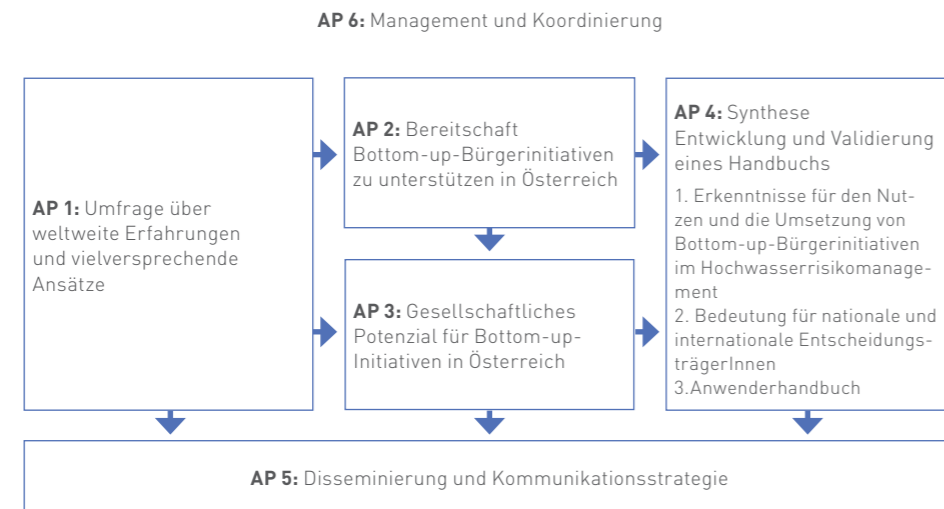 AP 6: Management und Koordinierung
AP 1: Umfrage über
weltweite Erfahrungen
und vielversprechende
Ansätze
AP 2: Bereitschaft
Bottom-up-Bürgerinitiativen
zu unterstützen in Österreich
AP 3: Gesellschaftliches
Potenzial für Bottom-up-
Initiativen in Österreich
AP 4: Synthese
Entwicklung und Validierung
eines Handbuchs
1. Erkenntnisse für den Nut-
zen und die Umsetzung von
Bottom-up-Bürgerinitiativen
im Hochwasserrisikomanage-
ment
2. Bedeutung für nationale und
internationale Entscheidungs-
trägerInnen
3.Anwenderhandbuch
AP 5: Disseminierung und Kommunikationsstrategie